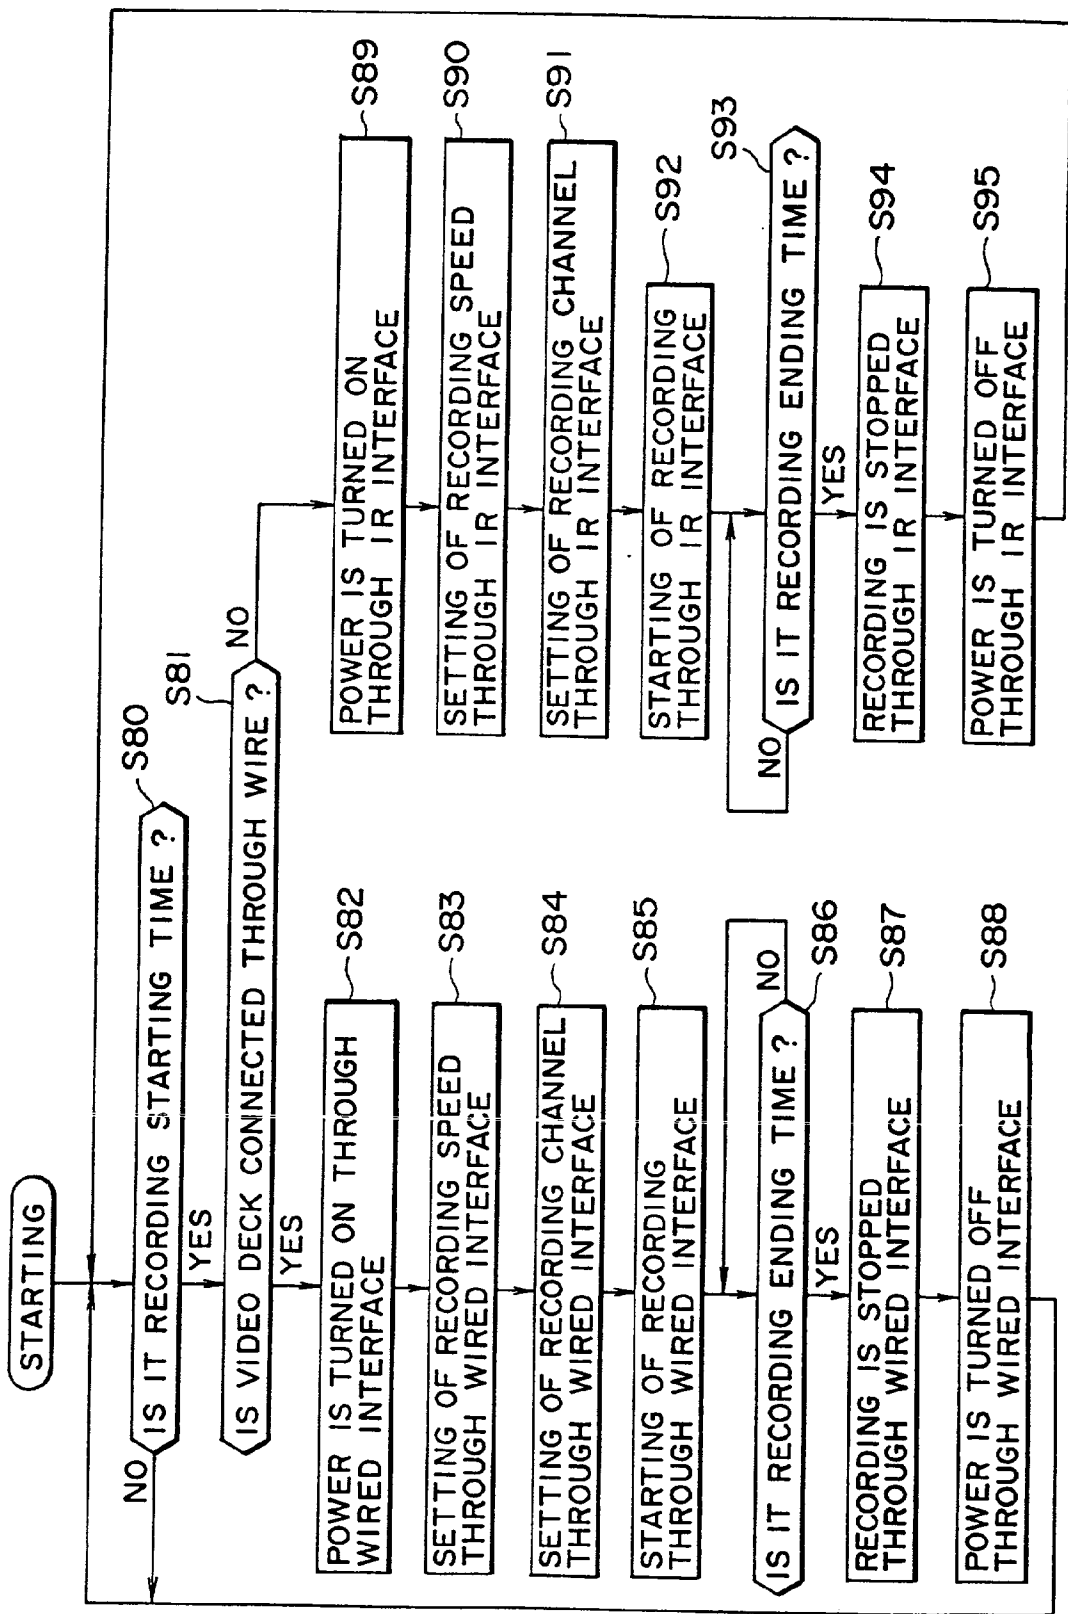 STARTING
IS IT RECORDING STARTING TIME ?
S80
NO
YES
IS VIDEO DECK CONNECTED THROUGH WIRE ?
S81
NO
YES
POWER IS TURNED ON THROUGH
WIRED INTERFACE
S82
SETTING OF RECORDING SPEED
THROUGH WIRED INTERFACE
S83
SETTING OF RECORDING CHANNEL
THROUGH WIRED INTERFACE
S84
STARTING OF RECORDING
THROUGH WIRED INTERFACE
S85
IS IT RECORDING ENDING TIME ?
S86
NO
YES
RECORDING IS STOPPED
THROUGH WIRED INTERFACE
S87
POWER IS TURNED OFF
THROUGH WIRED INTERFACE
S88
POWER IS TURNED ON
THROUGH IR INTERFACE
S89
SETTING OF RECORDING SPEED
THROUGH IR INTERFACE
S90
SETTING OF RECORDING CHANNEL
THROUGH IR INTERFACE
S91
STARTING OF RECORDING
THROUGH IR INTERFACE
S92
IS IT RECORDING ENDING TIME ?
S93
NO
YES
RECORDING IS STOPPED
THROUGH IR INTERFACE
S94
POWER IS TURNED OFF
THROUGH IR INTERFACE
S95